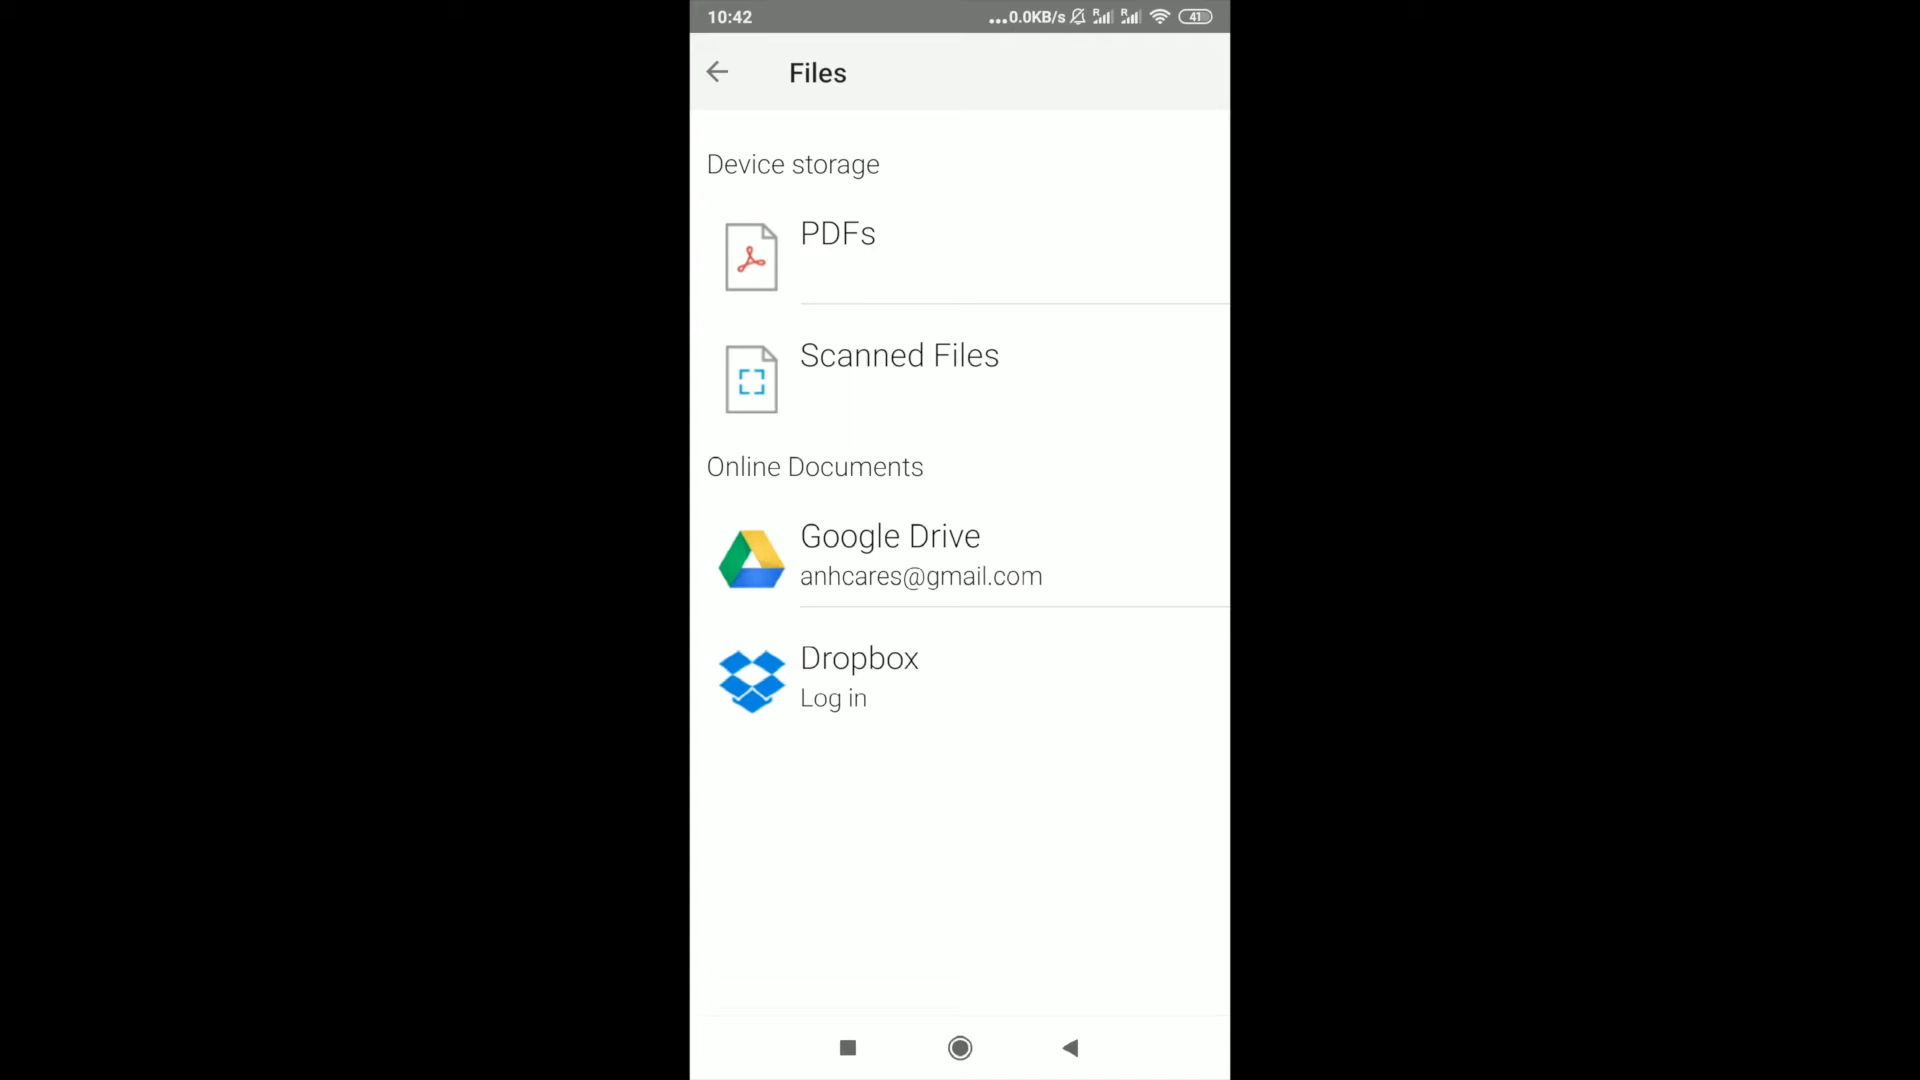 10:42
...0.0KB/s R R 41
Files
Device storage
PDFs
Scanned Files
Online Documents
Google Drive
anhcares@gmail.com
Dropbox
Log in